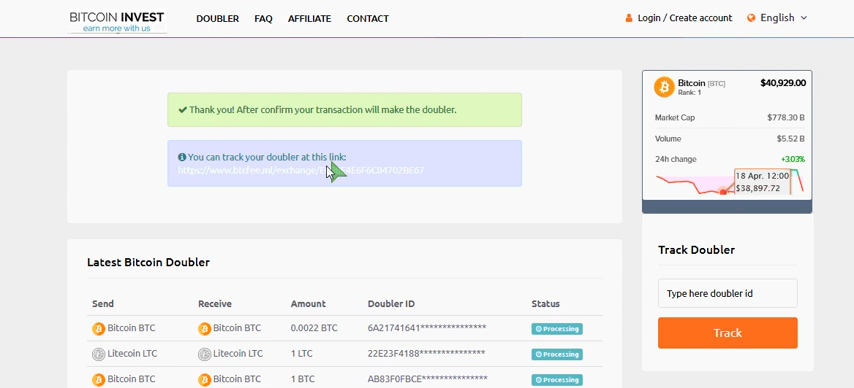 BITCOIN INVEST
earn more with us
DOUBLER FAQ AFFILIATE CONTACT
Login / Create account
English
Thank you! After confirm your transaction will make the doubler.
You can track your doubler at this link:
https://www.btcfee.ml/exchange/
Bitcoin (BTC) $40,929.00
Rank: 1
Market Cap $778.30 B
Volume $5.52 B
24h change +3.03%
18 Apr. 12:00
$38,897.72
Latest Bitcoin Doubler
Send Receive Amount Doubler ID Status
Bitcoin BTC Bitcoin BTC 0.0022 BTC 6A21741641*************** Processing
Litecoin LTC Litecoin LTC 1 LTC 22E23F4188*************** Processing
Bitcoin BTC Bitcoin BTC 1 BTC AB83F0FBCE*************** Processing
Track Doubler
Type here doubler id
Track